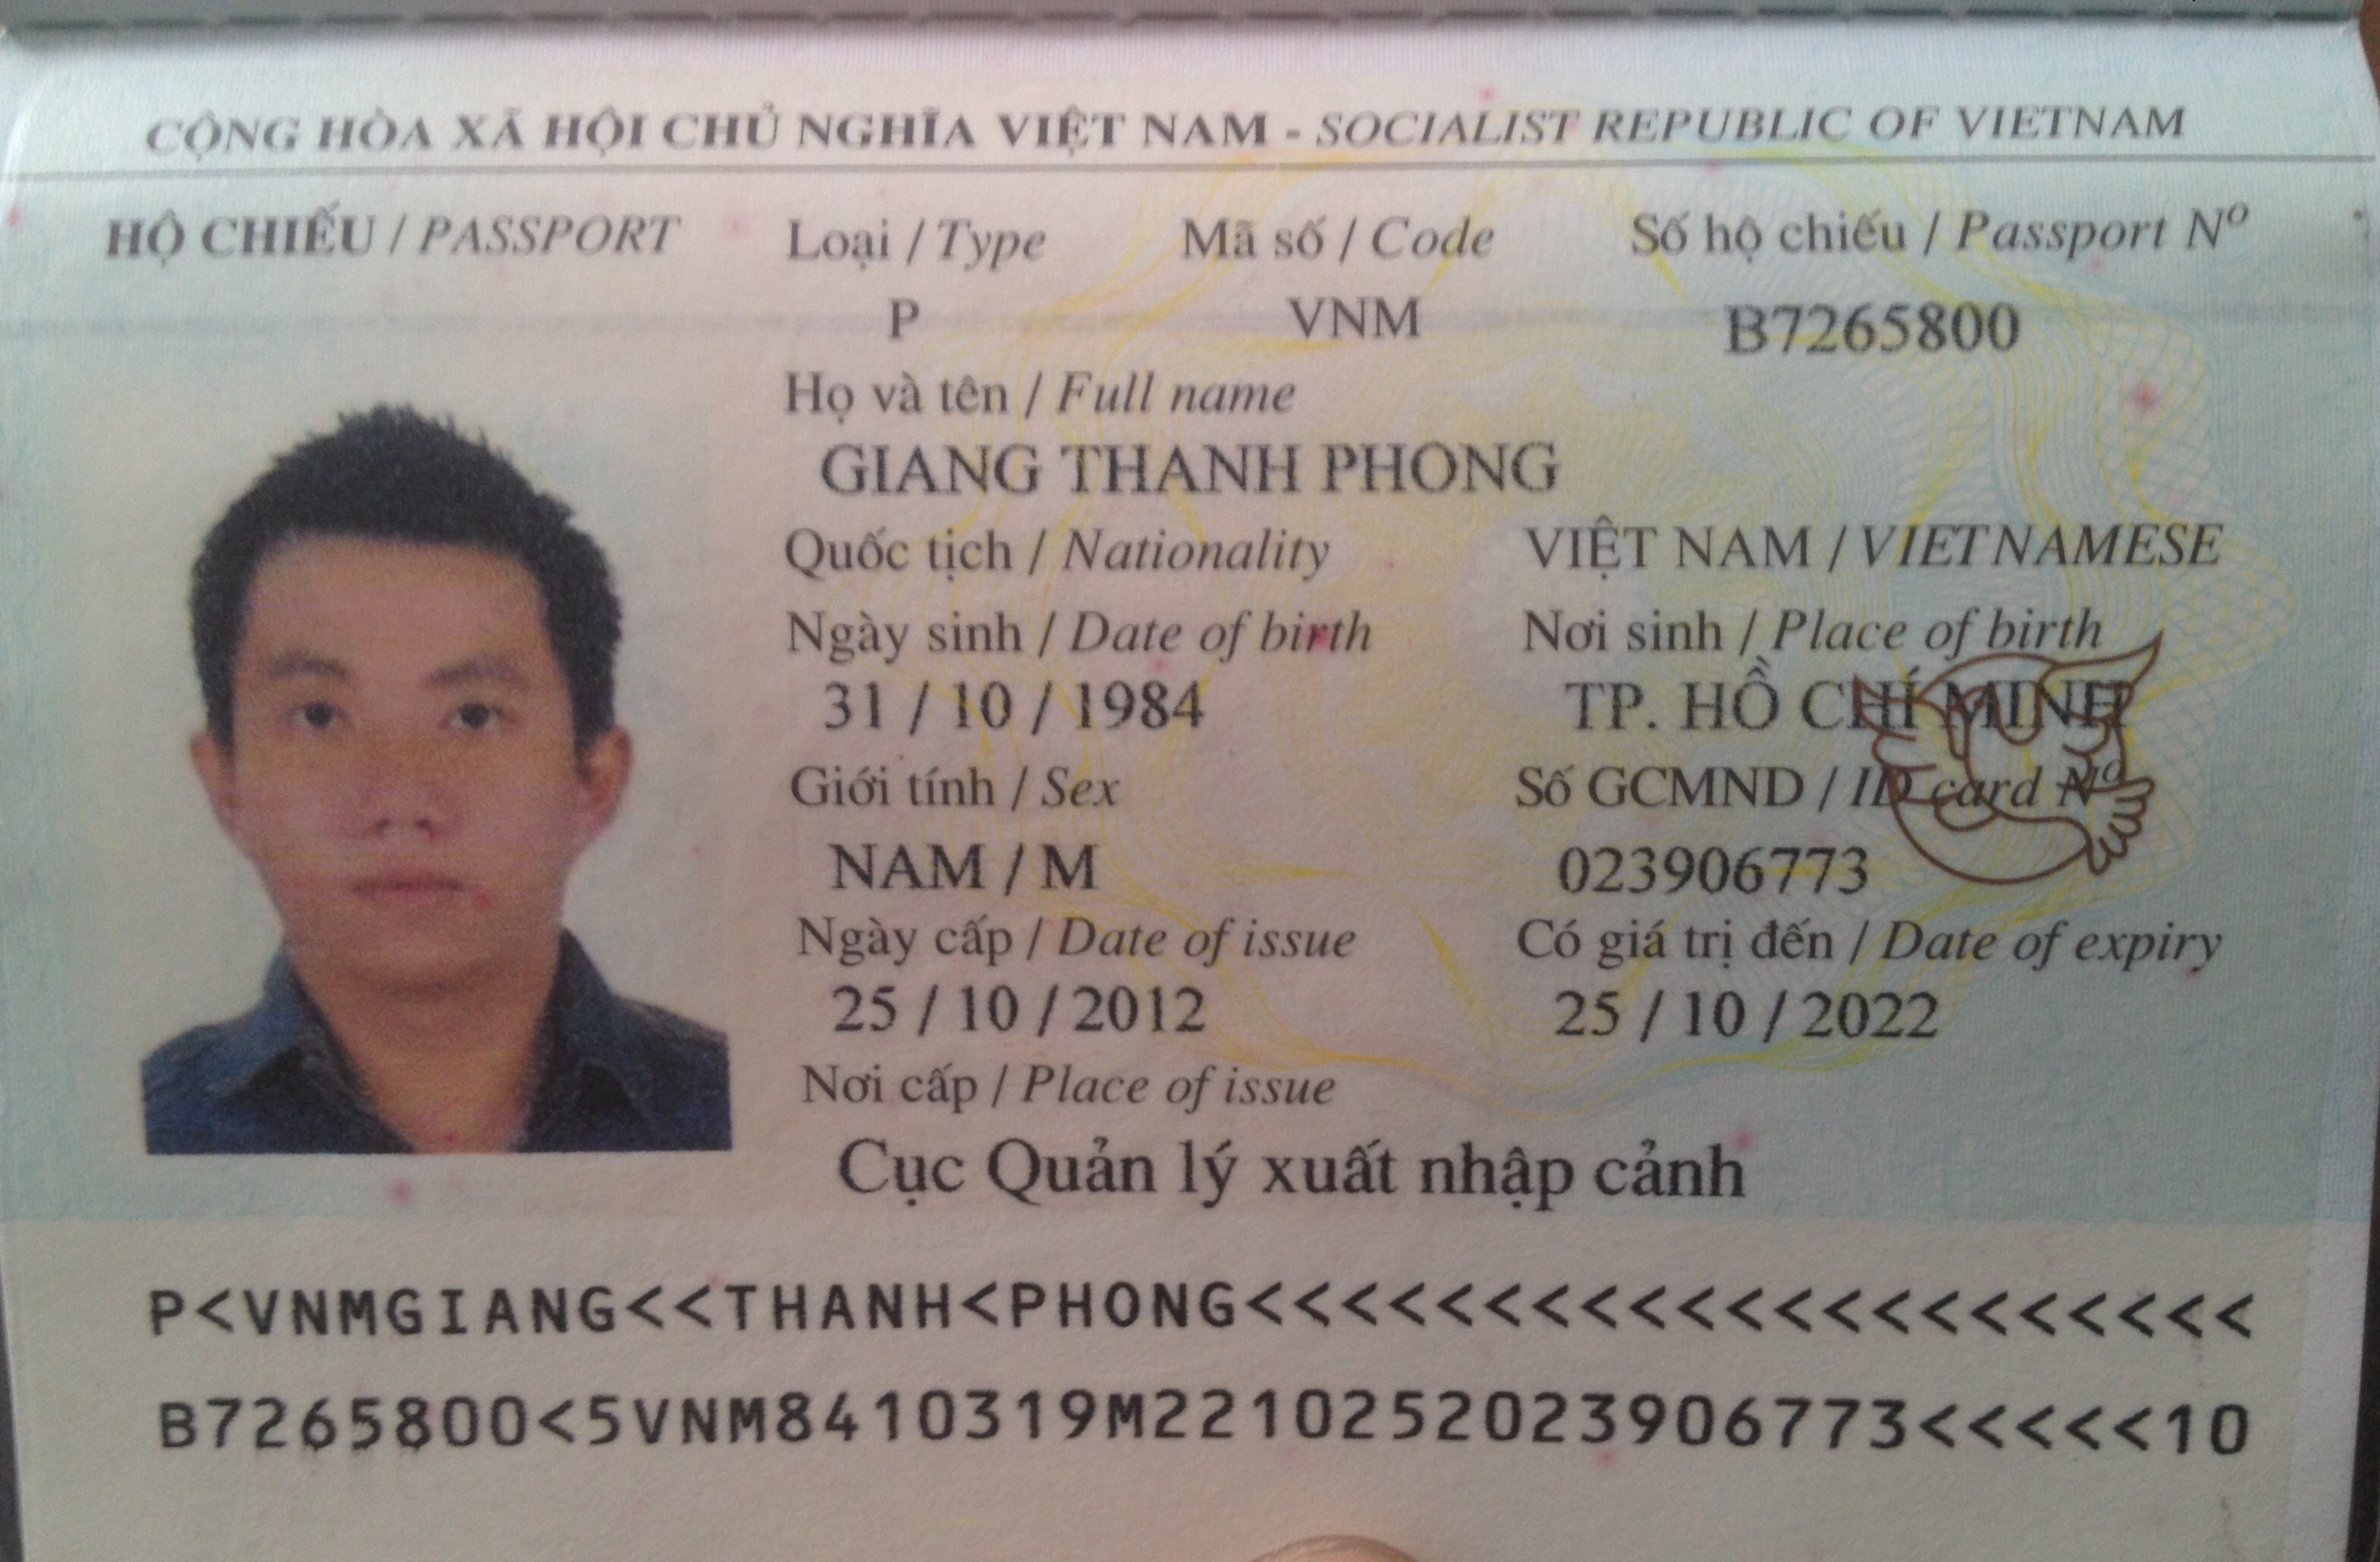 CỘNG HÒA XÃ HỘI CHỦ NGHĨA VIỆT NAM - SOCIALIST REPUBLIC OF VIETNAM
HỘ CHIẾU / PASSPORT Loại / Type Mã số / Code Số hộ chiếu / Passport Nº
P VNM B7265800
Họ và tên / Full name
GIANG THANH PHONG
Quốc tịch / Nationality VIỆT NAM / VIETNAMESE
Ngày sinh / Date of birth Nơi sinh / Place of birth
31 / 10 / 1984 TP. HỒ CHÍ MINH
Giới tính / Sex Số GCMND / ID card Nº
NAM / M 023906773
Ngày cấp / Date of issue Có giá trị đến / Date of expiry
25 / 10 / 2012 25 / 10 / 2022
Nơi cấp / Place of issue
Cục Quản lý xuất nhập cảnh
P<VNMGIANG<<THANH<PHONG<<<<<<<<<<<<<<<<<<<<<
B7265800<5VNM8410319M2210252023906773<<<<<10